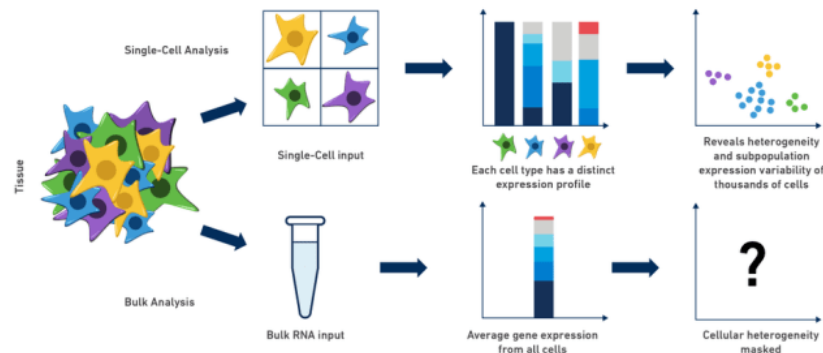 Single-Cell Analysis
Tissue
Single-Cell input
Each cell type has a distinct
expression profile
Reveals heterogeneity
and subpopulation
expression variability of
thousands of cells
Bulk Analysis
Bulk RNA input
Average gene expression
from all cells
?
Cellular heterogeneity
masked